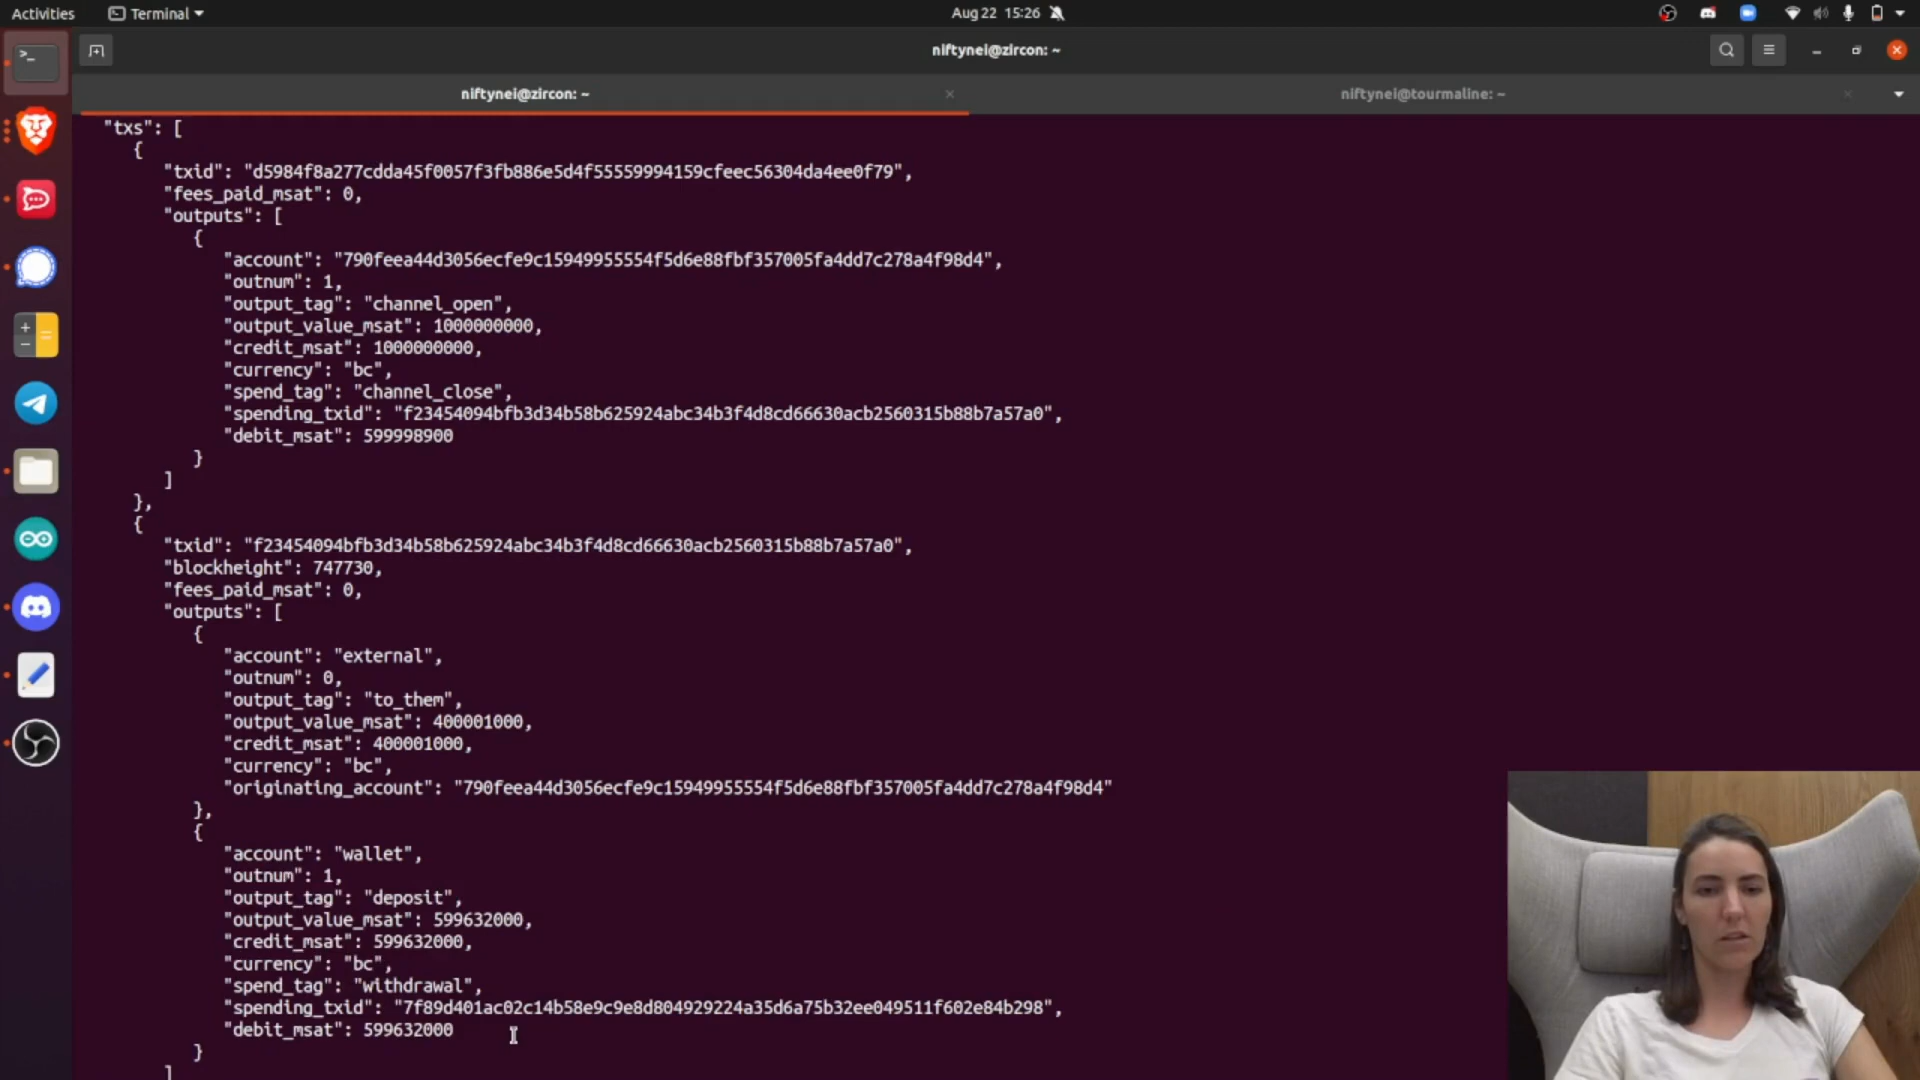 Activities
Terminal
Aug 22 15:26
niftynei@zircon: ~
niftynei@zircon: ~
niftynei@tourmaline: ~
"txs": [
{
"txid": "d5984f8a277cdda45f0057f3fb886e5d4f55559994159cfeec56304da4ee0f79",
"fees_paid_msat": 0,
"outputs": [
{
"account": "790feea44d3056ecfe9c15949955554f5d6e88fbf357005fa4dd7c278a4f98d4",
"outnum": 1,
"output_tag": "channel_open",
"output_value_msat": 1000000000,
"credit_msat": 1000000000,
"currency": "bc",
"spend_tag": "channel_close",
"spending_txid": "f23454094bfb3d34b58b625924abc34b3f4d8cd66630acb2560315b88b7a57a0",
"debit_msat": 599998900
}
]
},
{
"txid": "f23454094bfb3d34b58b625924abc34b3f4d8cd66630acb2560315b88b7a57a0",
"blockheight": 747730,
"fees_paid_msat": 0,
"outputs": [
{
"account": "external",
"outnum": 0,
"output_tag": "to_them",
"output_value_msat": 400001000,
"credit_msat": 400001000,
"currency": "bc",
"originating_account": "790feea44d3056ecfe9c15949955554f5d6e88fbf357005fa4dd7c278a4f98d4"
},
{
"account": "wallet",
"outnum": 1,
"output_tag": "deposit",
"output_value_msat": 599632000,
"credit_msat": 599632000,
"currency": "bc",
"spend_tag": "withdrawal",
"spending_txid": "7f89d401ac02c14b58e9c9e8d804929224a35d6a75b32ee049511f602e84b298",
"debit_msat": 599632000
}
]